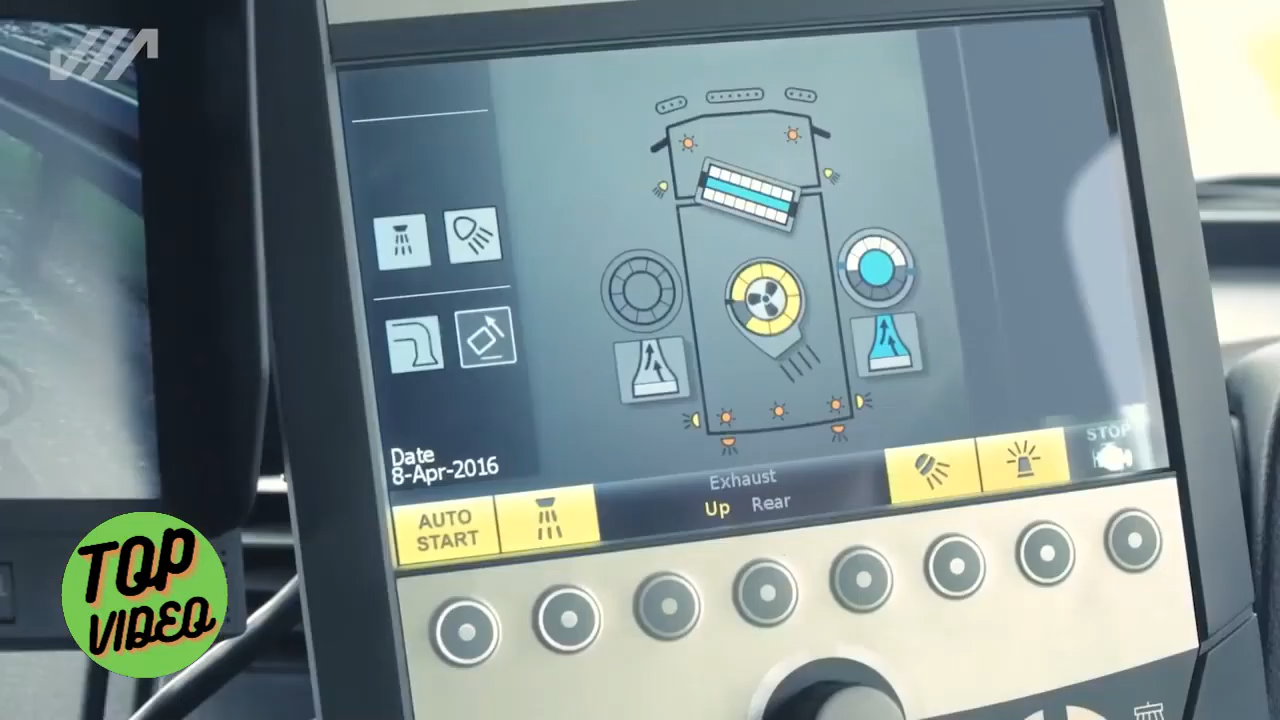 Date
8-Apr-2016
AUTO
START
Exhaust
Up Rear
STOP
TOP
VIDEO